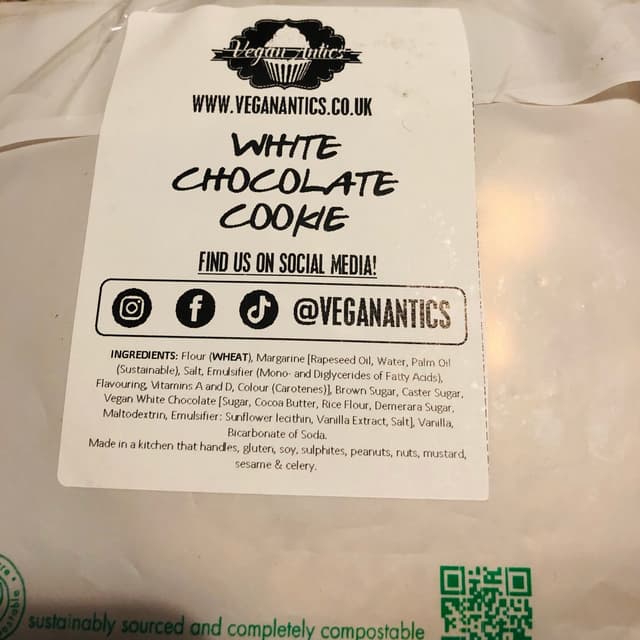 Vegan Antics
WWW.VEGANANTICS.CO.UK
WHITE
CHOCOLATE
COOKIE
FIND US ON SOCIAL MEDIA!
@VEGANANTICS
INGREDIENTS: Flour (WHEAT), Margarine [Rapeseed Oil, Water, Palm Oil
(Sustainable), Salt, Emulsifier (Mono- and Diglycerides of Fatty Acids),
Flavouring, Vitamins A and D, Colour (Carotenes)], Brown Sugar, Caster Sugar,
Vegan White Chocolate [Sugar, Cocoa Butter, Rice Flour, Demerara Sugar,
Maltodextrin, Emulsifier: Sunflower lecithin, Vanilla Extract, Salt], Vanilla,
Bicarbonate of Soda.
Made in a kitchen that handles, gluten, soy, sulphites, peanuts, nuts, mustard,
sesame & celery.
sustainably sourced and completely compostable